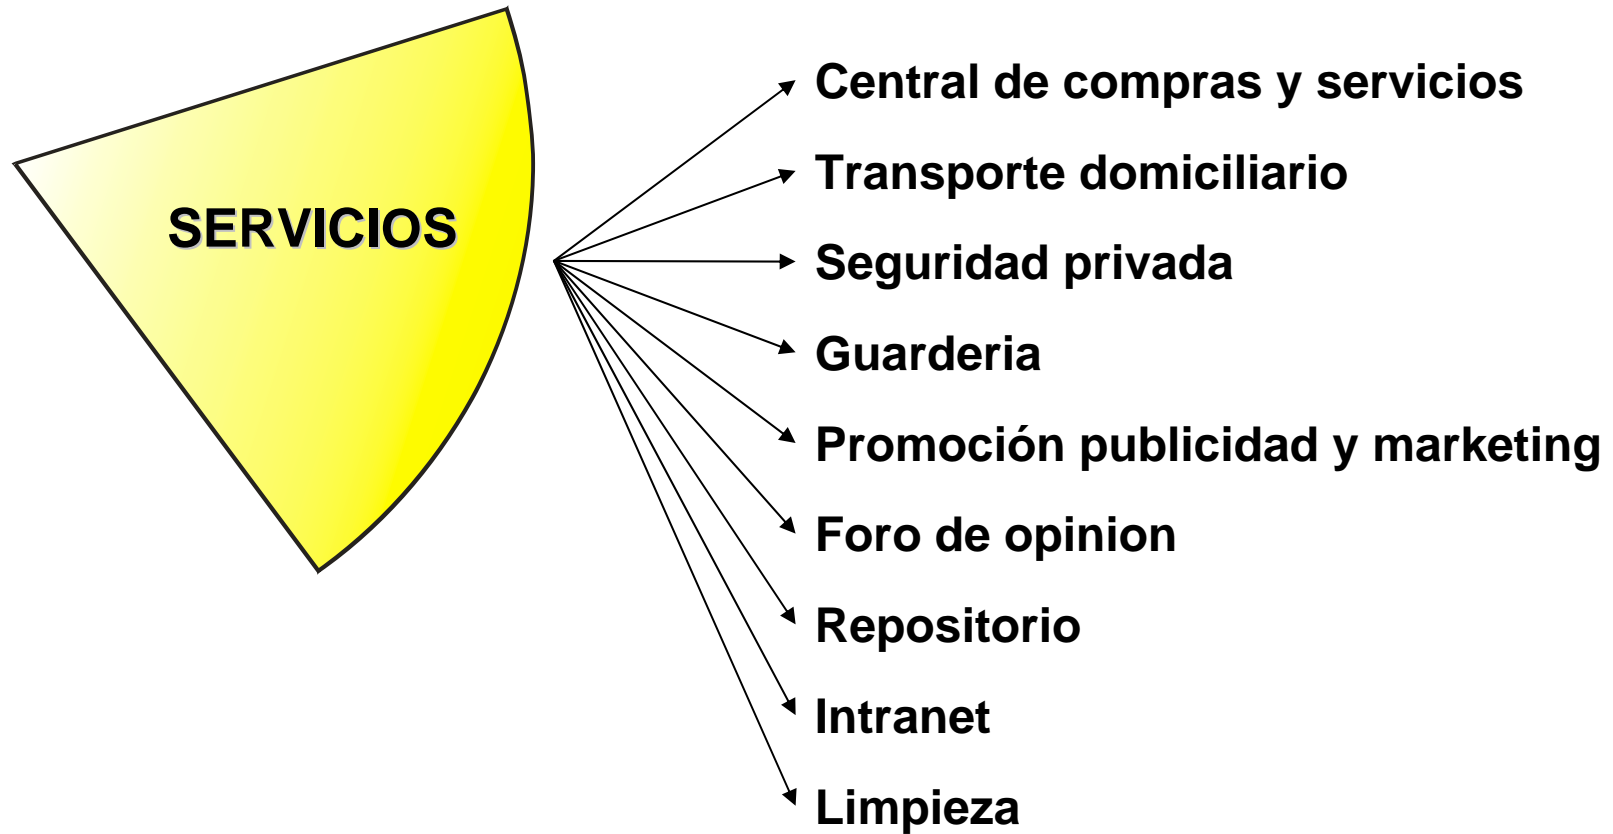 SERVICIOS
Central de compras y servicios
Transporte domiciliario
Seguridad privada
Guarderia
Promoción publicidad y marketing
Foro de opinion
Repositorio
Intranet
Limpieza